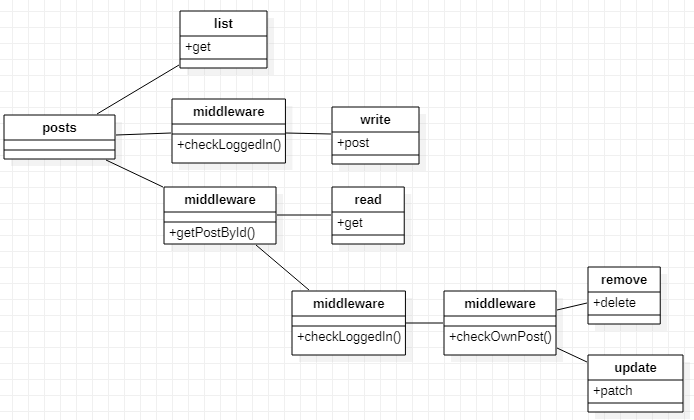 list
+get
middleware
+checkLoggedIn()
write
+post
posts
middleware
+getPostById()
read
+get
middleware
+checkLoggedIn()
middleware
+checkOwnPost()
remove
+delete
update
+patch